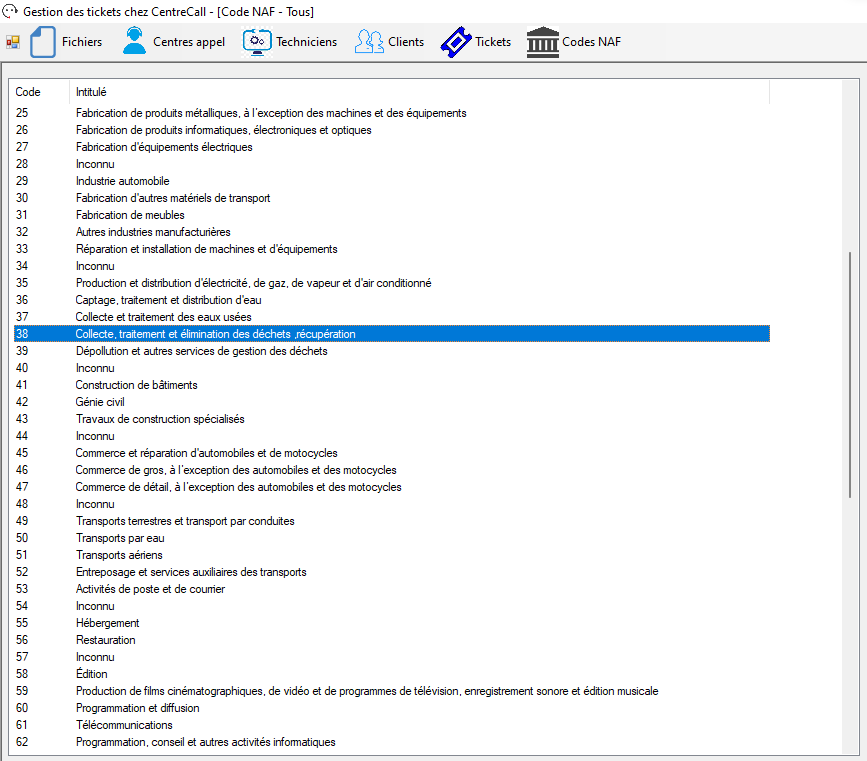 Gestion des tickets chez CentreCall - [Code NAF - Tous]
Fichiers Centres appel Techniciens Clients Tickets Codes NAF
Code Intitulé
25 Fabrication de produits métalliques, à l'exception des machines et des équipements
26 Fabrication de produits informatiques, électroniques et optiques
27 Fabrication d'équipements électriques
28 Inconnu
29 Industrie automobile
30 Fabrication d'autres matériels de transport
31 Fabrication de meubles
32 Autres industries manufacturières
33 Réparation et installation de machines et d'équipements
34 Inconnu
35 Production et distribution d'électricité, de gaz, de vapeur et d'air conditionné
36 Captage, traitement et distribution d'eau
37 Collecte et traitement des eaux usées
38 Collecte, traitement et élimination des déchets ,récupération
39 Dépollution et autres services de gestion des déchets
40 Inconnu
41 Construction de bâtiments
42 Génie civil
43 Travaux de construction spécialisés
44 Inconnu
45 Commerce et réparation d'automobiles et de motocycles
46 Commerce de gros, à l'exception des automobiles et des motocycles
47 Commerce de détail, à l'exception des automobiles et des motocycles
48 Inconnu
49 Transports terrestres et transport par conduites
50 Transports par eau
51 Transports aériens
52 Entreposage et services auxiliaires des transports
53 Activités de poste et de courrier
54 Inconnu
55 Hébergement
56 Restauration
57 Inconnu
58 Édition
59 Production de films cinématographiques, de vidéo et de programmes de télévision, enregistrement sonore et édition musicale
60 Programmation et diffusion
61 Télécommunications
62 Programmation, conseil et autres activités informatiques